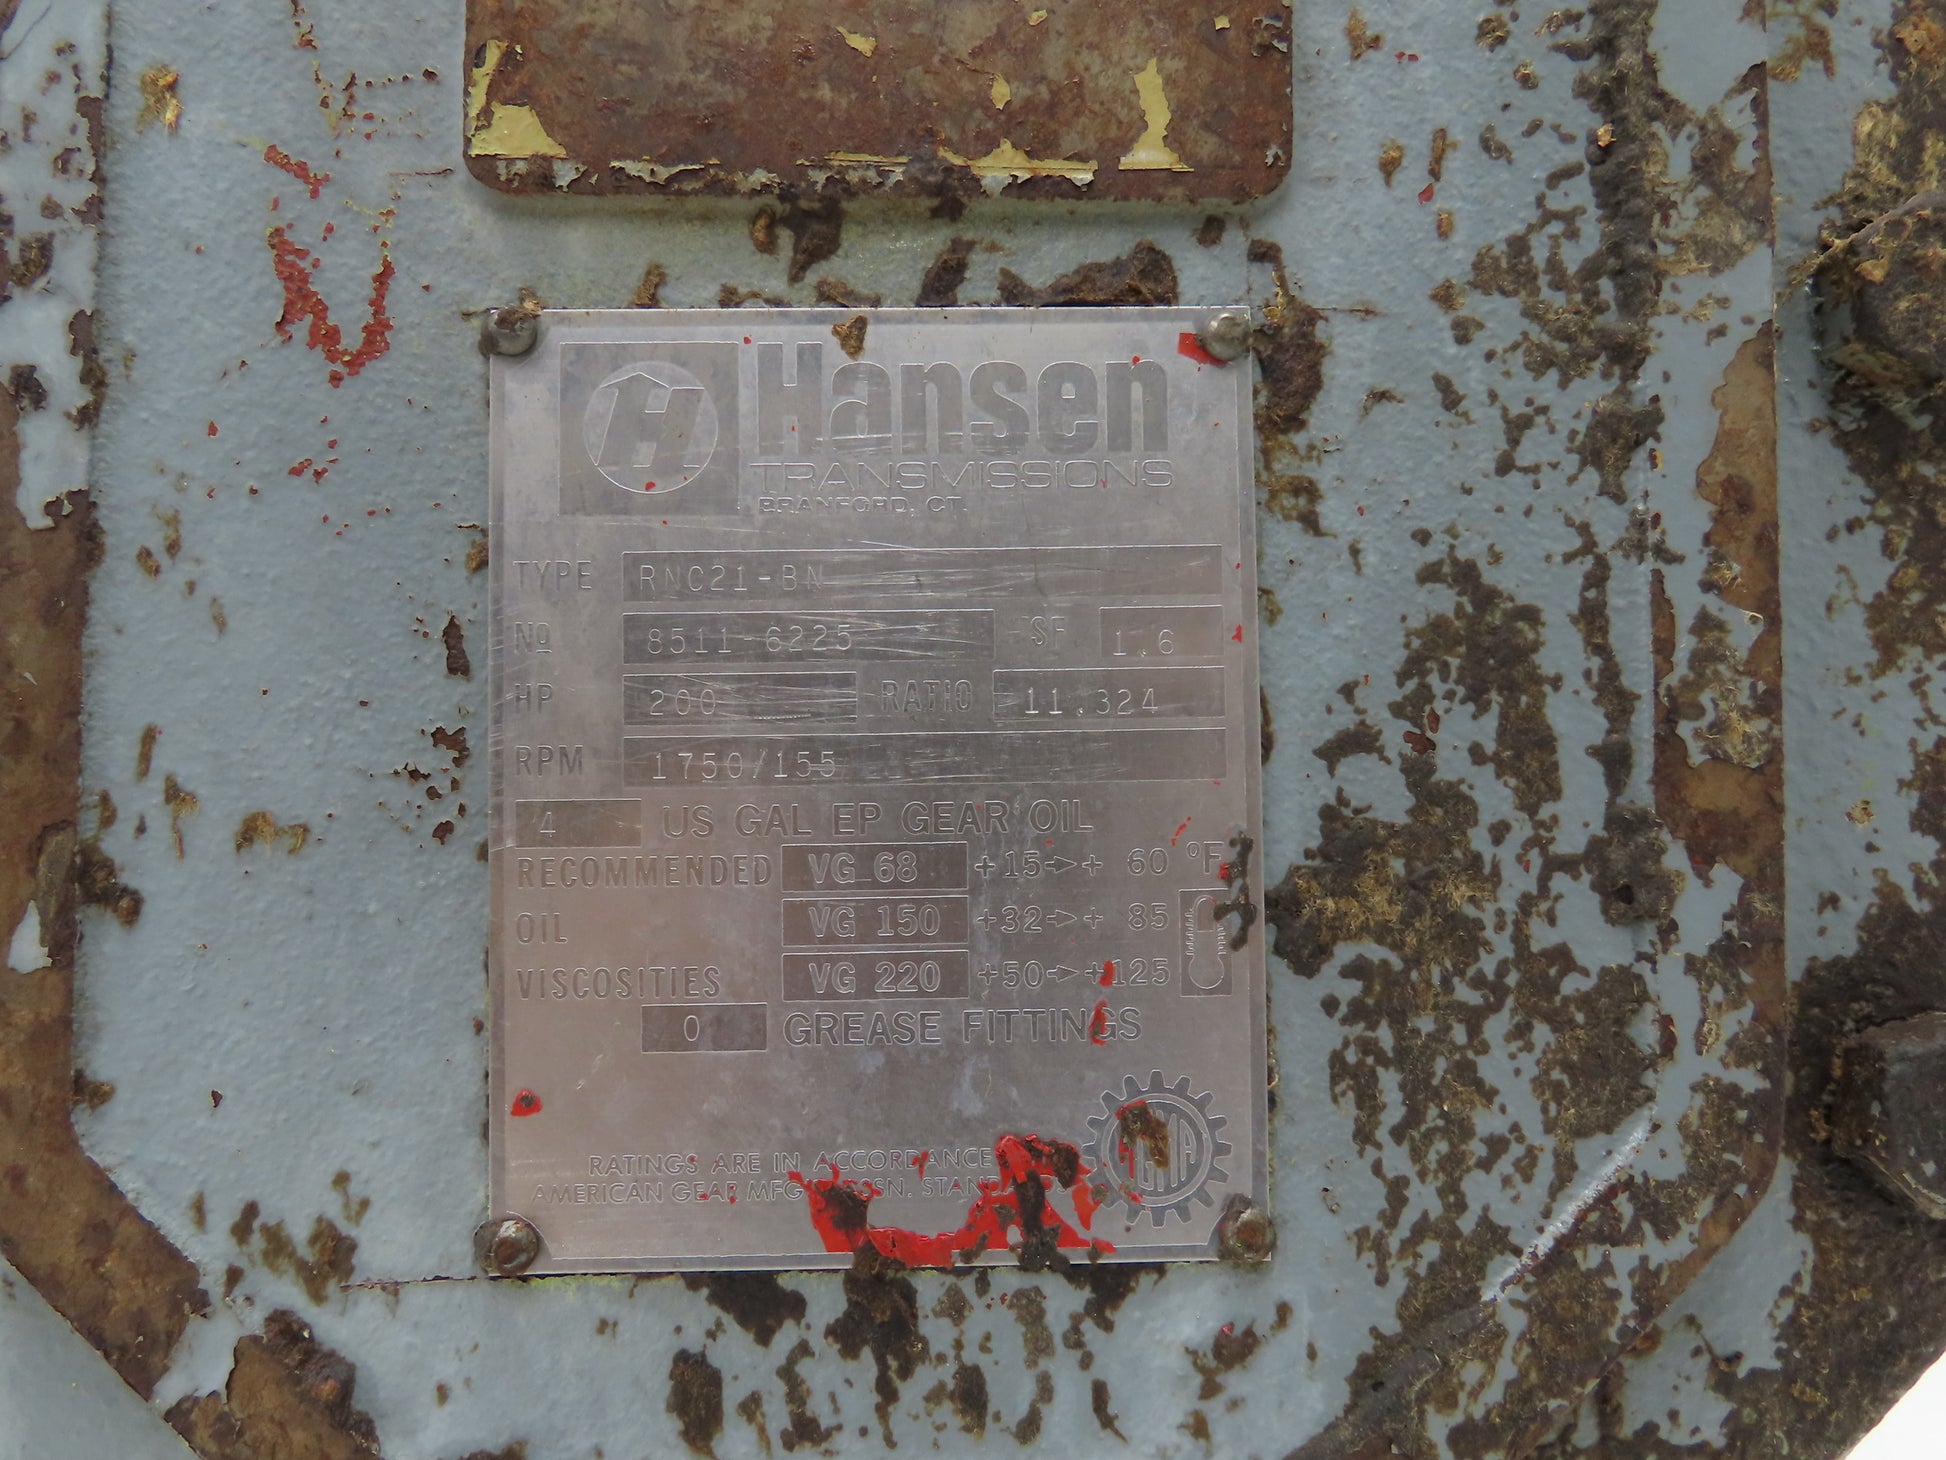 H Hansen
TRANSMISSIONS
BRANFORD, CT.
TYPE RNC21-BN
Nº 8511-6225 SF 1.6
HP 200 RATIO 11.324
RPM 1750/155
4 US GAL EP GEAR OIL
RECOMMENDED VG 68 +15→+ 60 ºF
OIL VG 150 +32→+ 85
VISCOSITIES VG 220 +50→+125
0 GREASE FITTINGS
RATINGS ARE IN ACCORDANCE
AMERICAN GEAR MFG